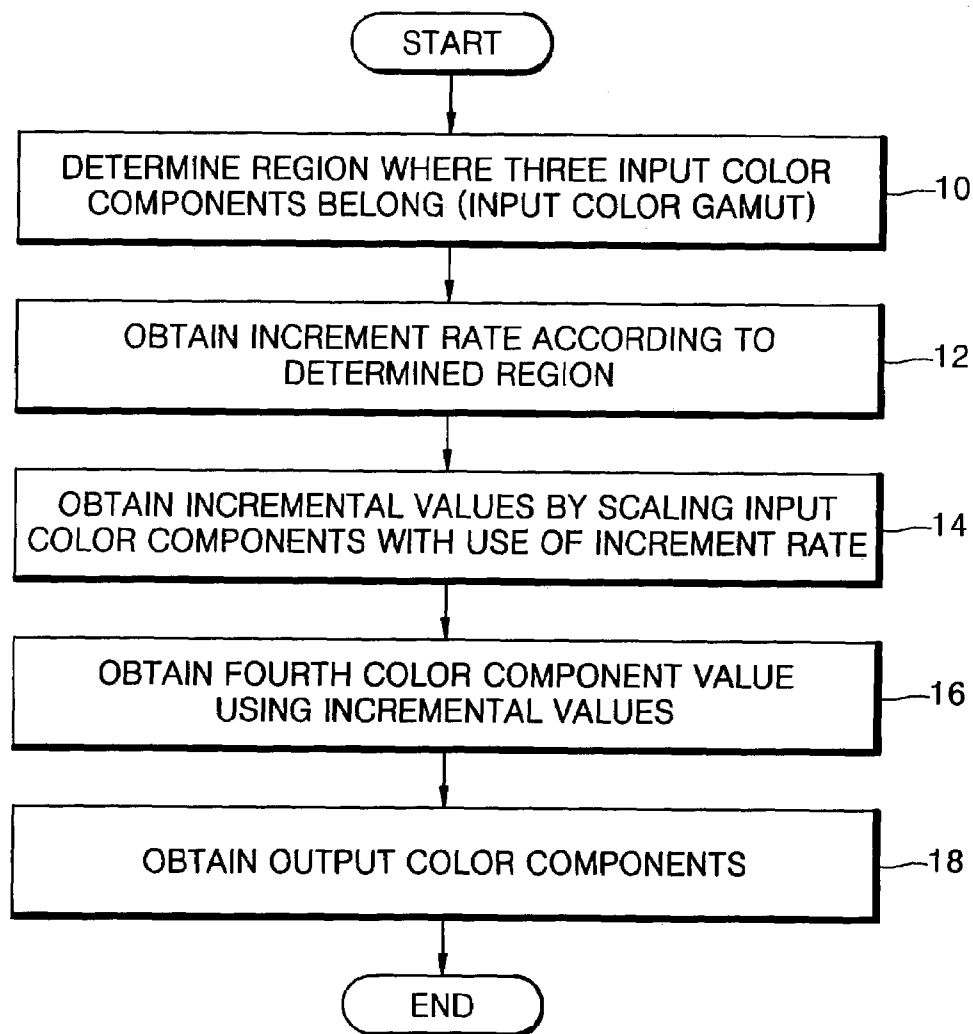 START
DETERMINE REGION WHERE THREE INPUT COLOR
COMPONENTS BELONG (INPUT COLOR GAMUT)
10
OBTAIN INCREMENT RATE ACCORDING TO
DETERMINED REGION
12
OBTAIN INCREMENTAL VALUES BY SCALING INPUT
COLOR COMPONENTS WITH USE OF INCREMENT RATE
14
OBTAIN FOURTH COLOR COMPONENT VALUE
USING INCREMENTAL VALUES
16
OBTAIN OUTPUT COLOR COMPONENTS
18
END